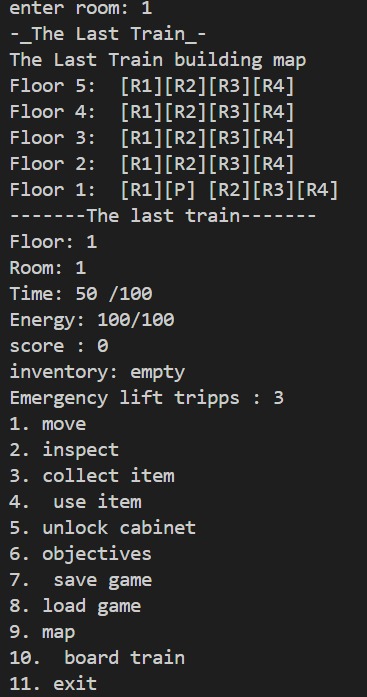 enter room: 1
-_The Last Train_-
The Last Train building map
Floor 5:  [R1][R2][R3][R4]
Floor 4:  [R1][R2][R3][R4]
Floor 3:  [R1][R2][R3][R4]
Floor 2:  [R1][R2][R3][R4]
Floor 1:  [R1][P] [R2][R3][R4]
-------The last train-------
Floor: 1
Room: 1
Time: 50 /100
Energy: 100/100
score : 0
inventory: empty
Emergency lift tripps : 3
1. move
2. inspect
3. collect item
4.  use item
5. unlock cabinet
6. objectives
7.  save game
8. load game
9. map
10.  board train
11. exit